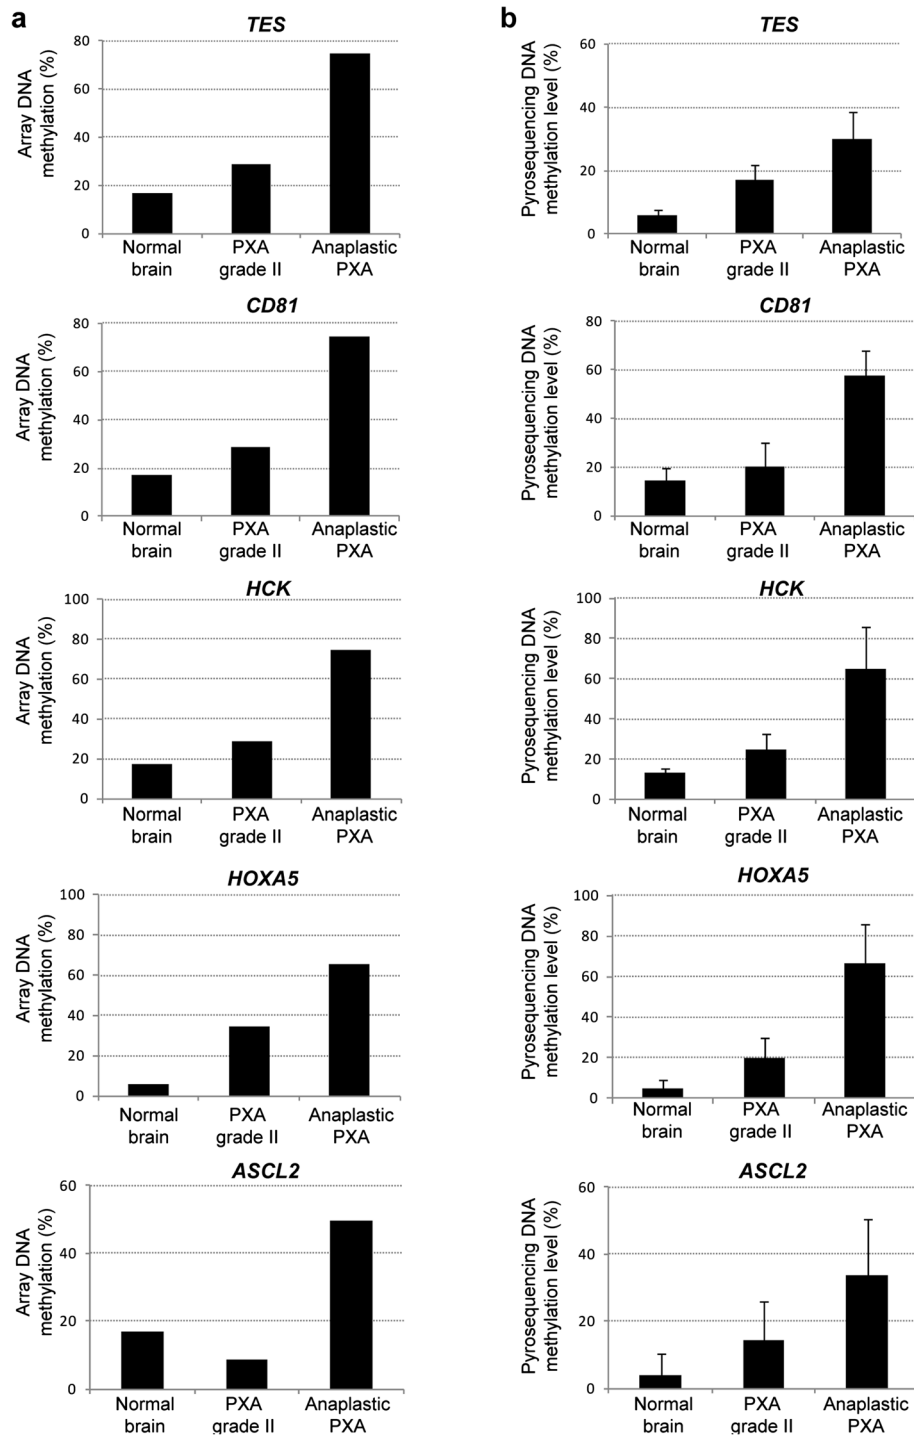 a
TES
Array DNA
methylation (%)
80
60
40
20
0
Normal
brain
PXA
grade II
Anaplastic
PXA
b
TES
Pyrosequencing DNA
methylation level (%)
60
40
20
0
Normal
brain
PXA
grade II
Anaplastic
PXA
CD81
Array DNA
methylation (%)
80
60
40
20
0
Normal
brain
PXA
grade II
Anaplastic
PXA
CD81
Pyrosequencing DNA
methylation level (%)
80
60
40
20
0
Normal
brain
PXA
grade II
Anaplastic
PXA
HCK
Array DNA
methylation (%)
100
80
60
40
20
0
Normal
brain
PXA
grade II
Anaplastic
PXA
HCK
Pyrosequencing DNA
methylation level (%)
100
80
60
40
20
0
Normal
brain
PXA
grade II
Anaplastic
PXA
HOXA5
Array DNA
methylation (%)
100
80
60
40
20
0
Normal
brain
PXA
grade II
Anaplastic
PXA
HOXA5
Pyrosequencing DNA
methylation level (%)
100
80
60
40
20
0
Normal
brain
PXA
grade II
Anaplastic
PXA
ASCL2
Array DNA
methylation (%)
60
40
20
0
Normal
brain
PXA
grade II
Anaplastic
PXA
ASCL2
Pyrosequencing DNA
methylation level (%)
60
40
20
0
Normal
brain
PXA
grade II
Anaplastic
PXA